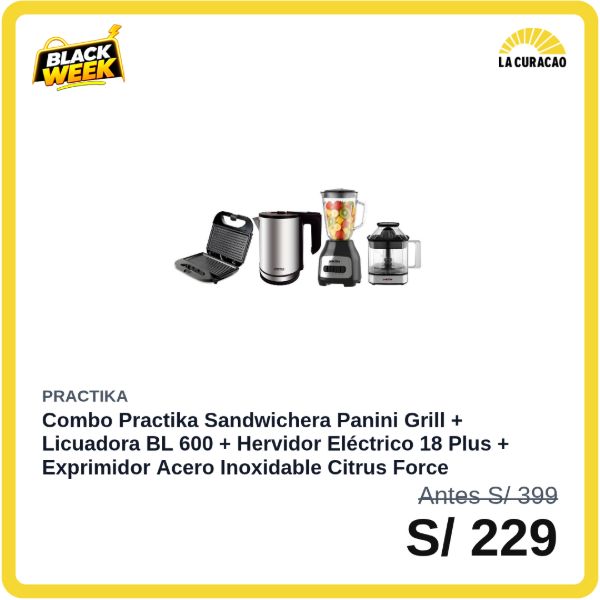 BLACK
WEEK
LA CURACAO
PRACTIKA
Combo Practika Sandwichera Panini Grill +
Licuadora BL 600 + Hervidor Eléctrico 18 Plus +
Exprimidor Acero Inoxidable Citrus Force
Antes S/ 399
S/ 229